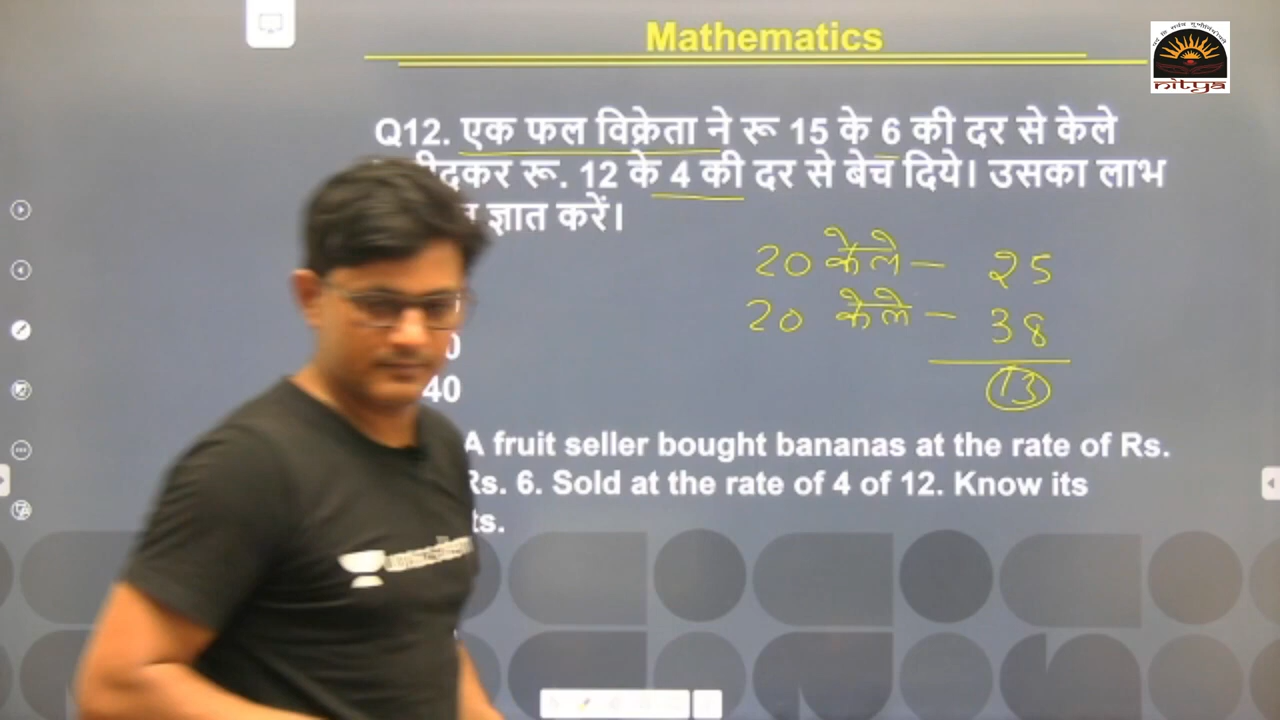 Mathematics
nitya
Q12. एक फल विक्रेता ने रू 15 के 6 की दर से केले
रू. 12 के 4 की दर से बेच दिये। उसका लाभ
ज्ञात करें।
20 केले — 25
20 केले — 38
13
40
A fruit seller bought bananas at the rate of Rs.
Rs. 6. Sold at the rate of 4 of 12. Know its